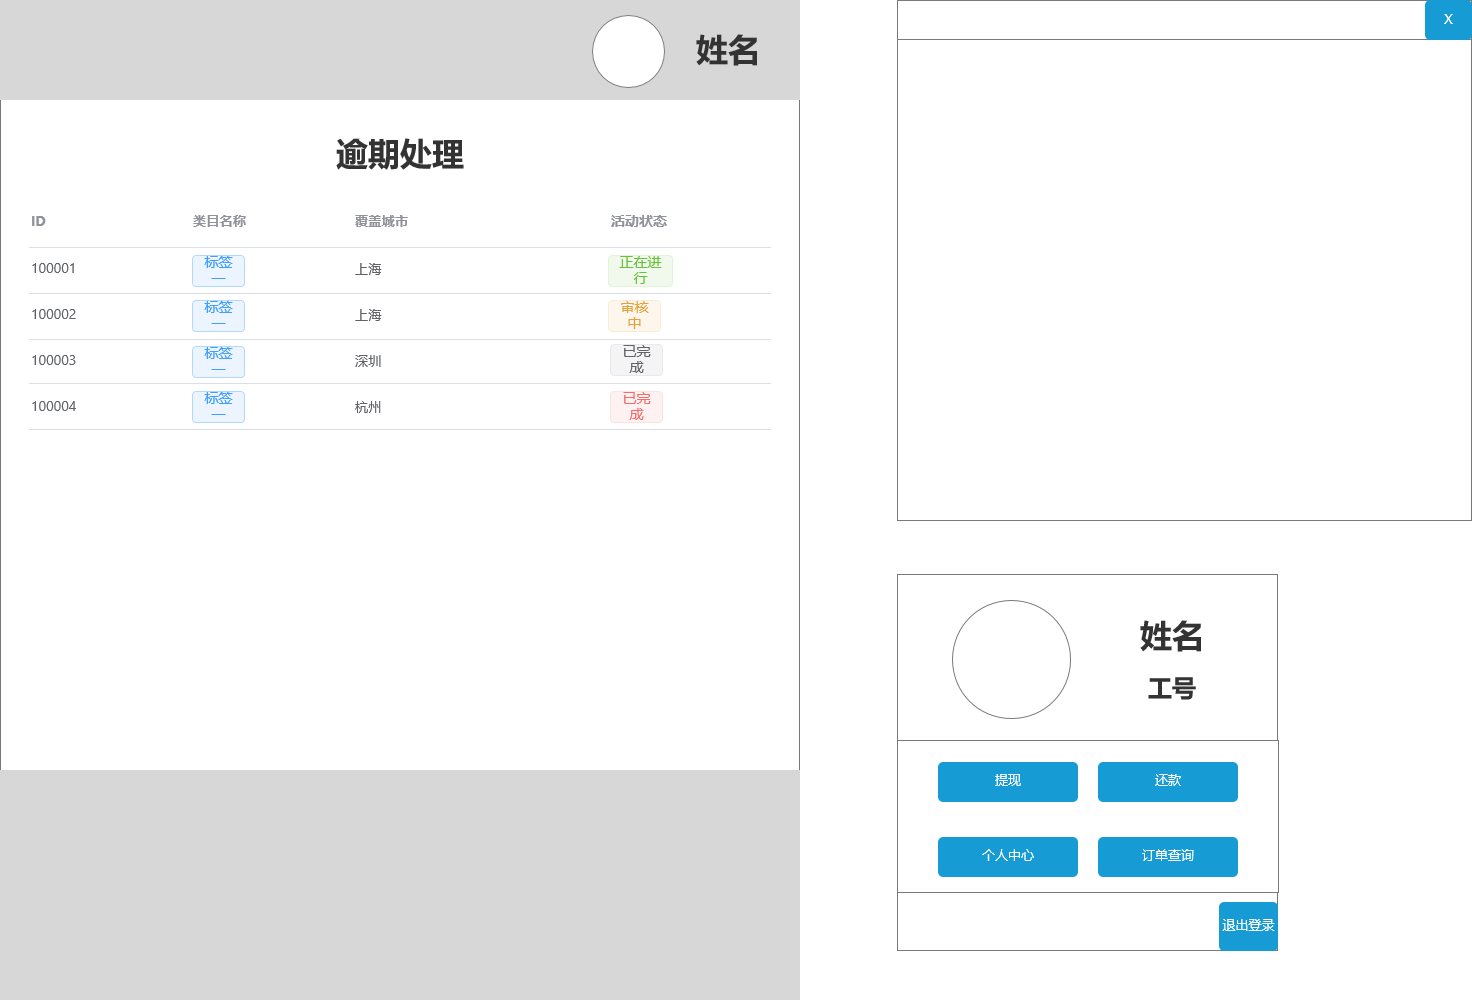 姓名
逾期处理
ID 类目名称 覆盖城市 活动状态
100001 标签一 上海 正在进行
100002 标签一 上海 审核中
100003 标签一 深圳 已完成
100004 标签一 杭州 已完成
X
姓名
工号
提现 还款
个人中心 订单查询
退出登录